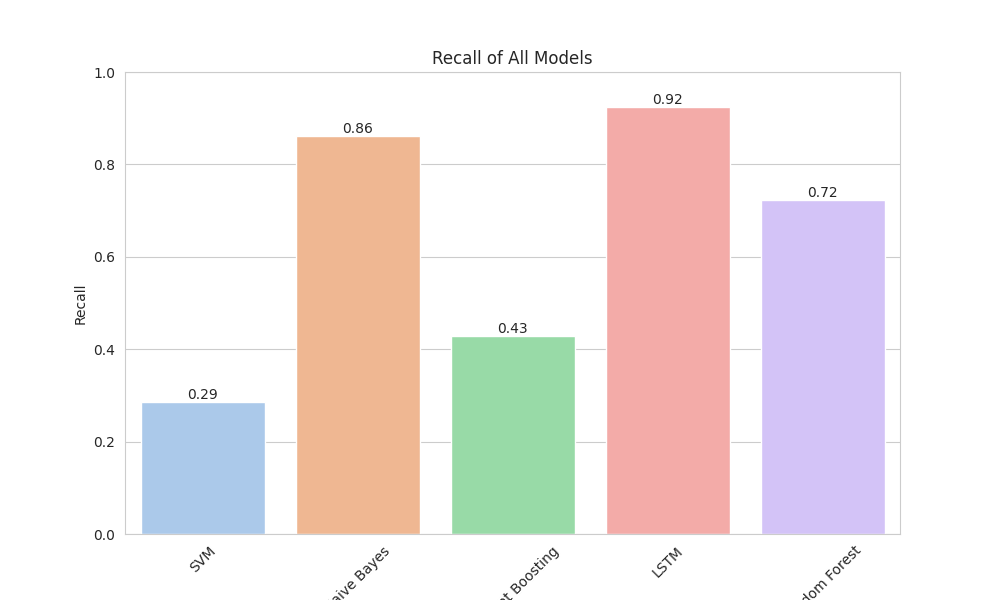 Recall of All Models
1.0
0.8
0.6
0.4
0.2
0.0
Recall
0.29
0.86
0.43
0.92
0.72
SVM
aive Bayes
t Boosting
LSTM
dom Forest